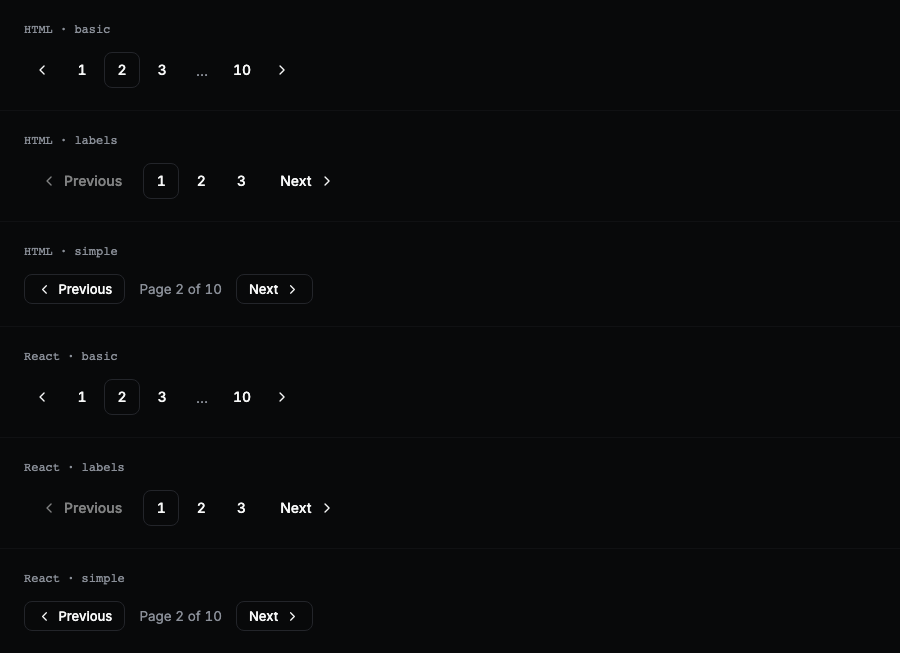 HTML · basic
1 2 3 ... 10
HTML · labels
Previous 1 2 3 Next
HTML · simple
Previous Page 2 of 10 Next
React · basic
1 2 3 ... 10
React · labels
Previous 1 2 3 Next
React · simple
Previous Page 2 of 10 Next